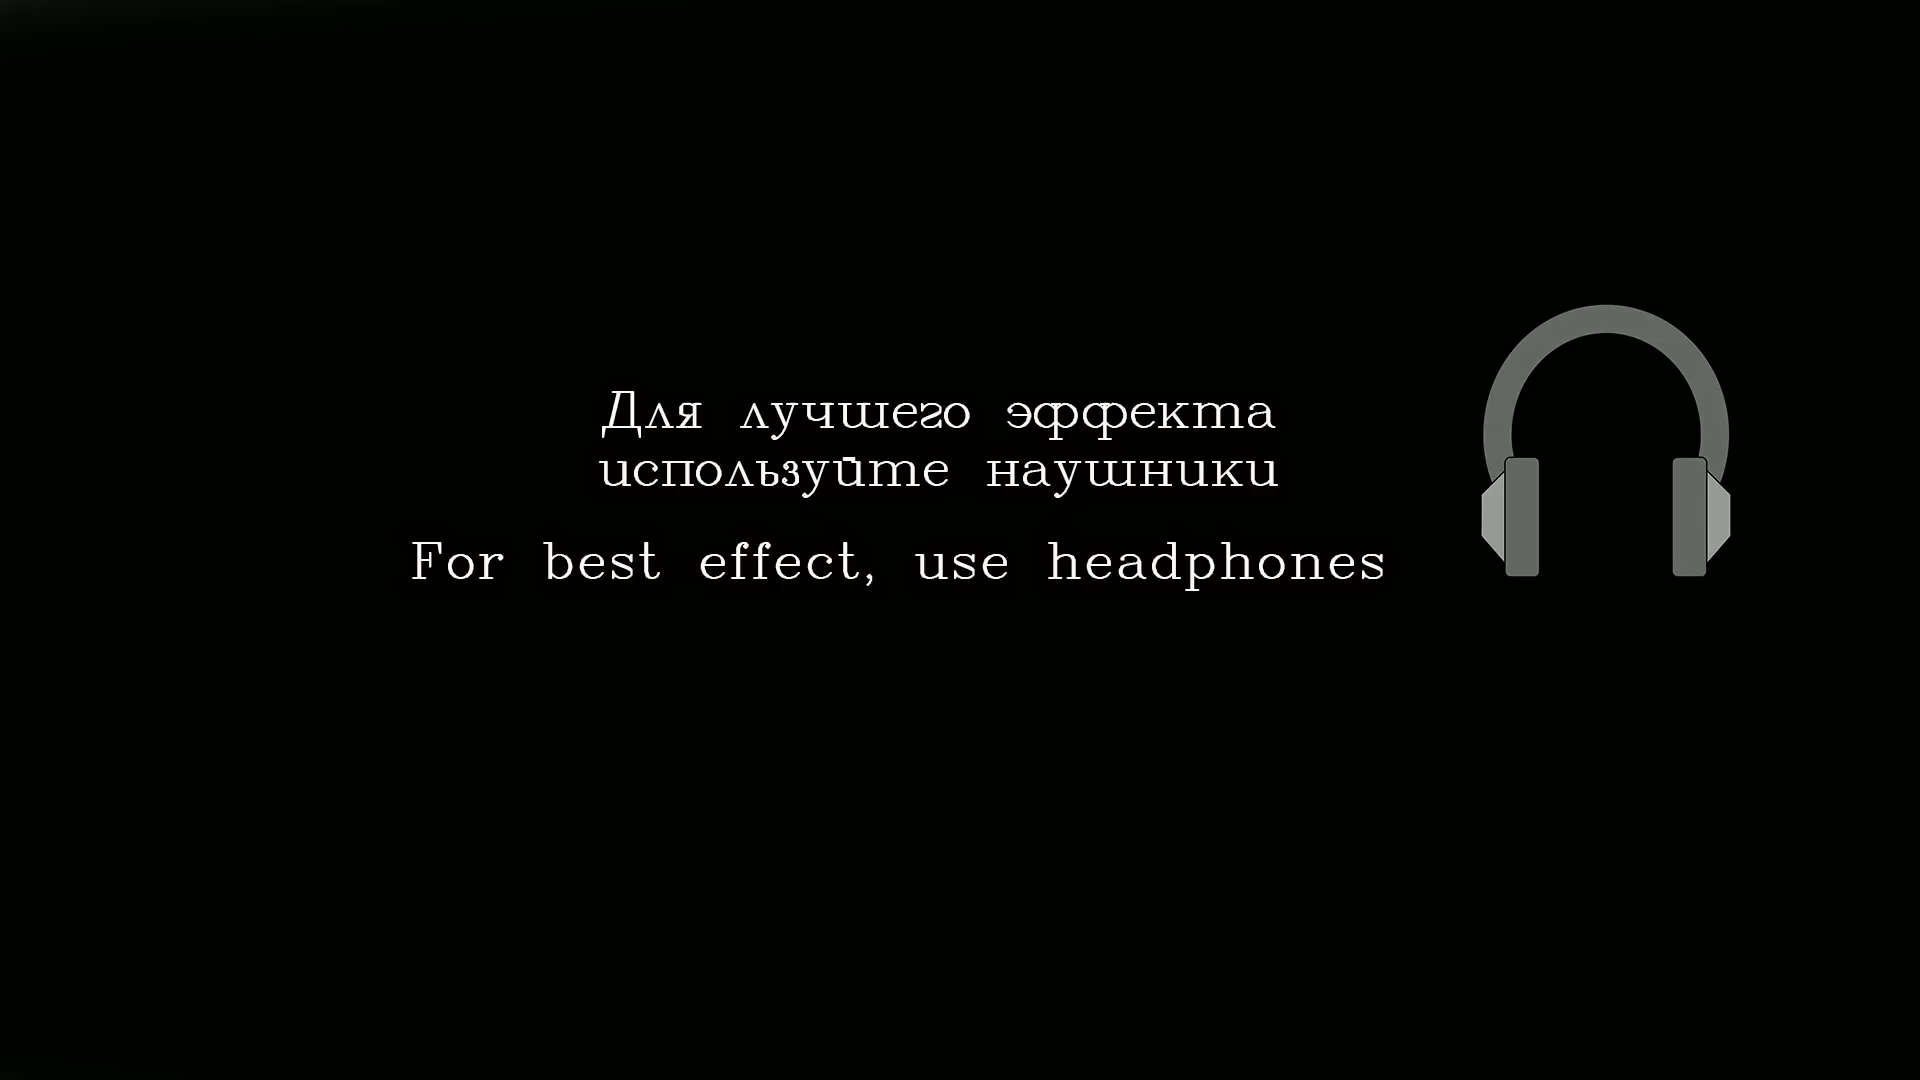 Для лучшего эффекта
используйте наушники
For best effect, use headphones